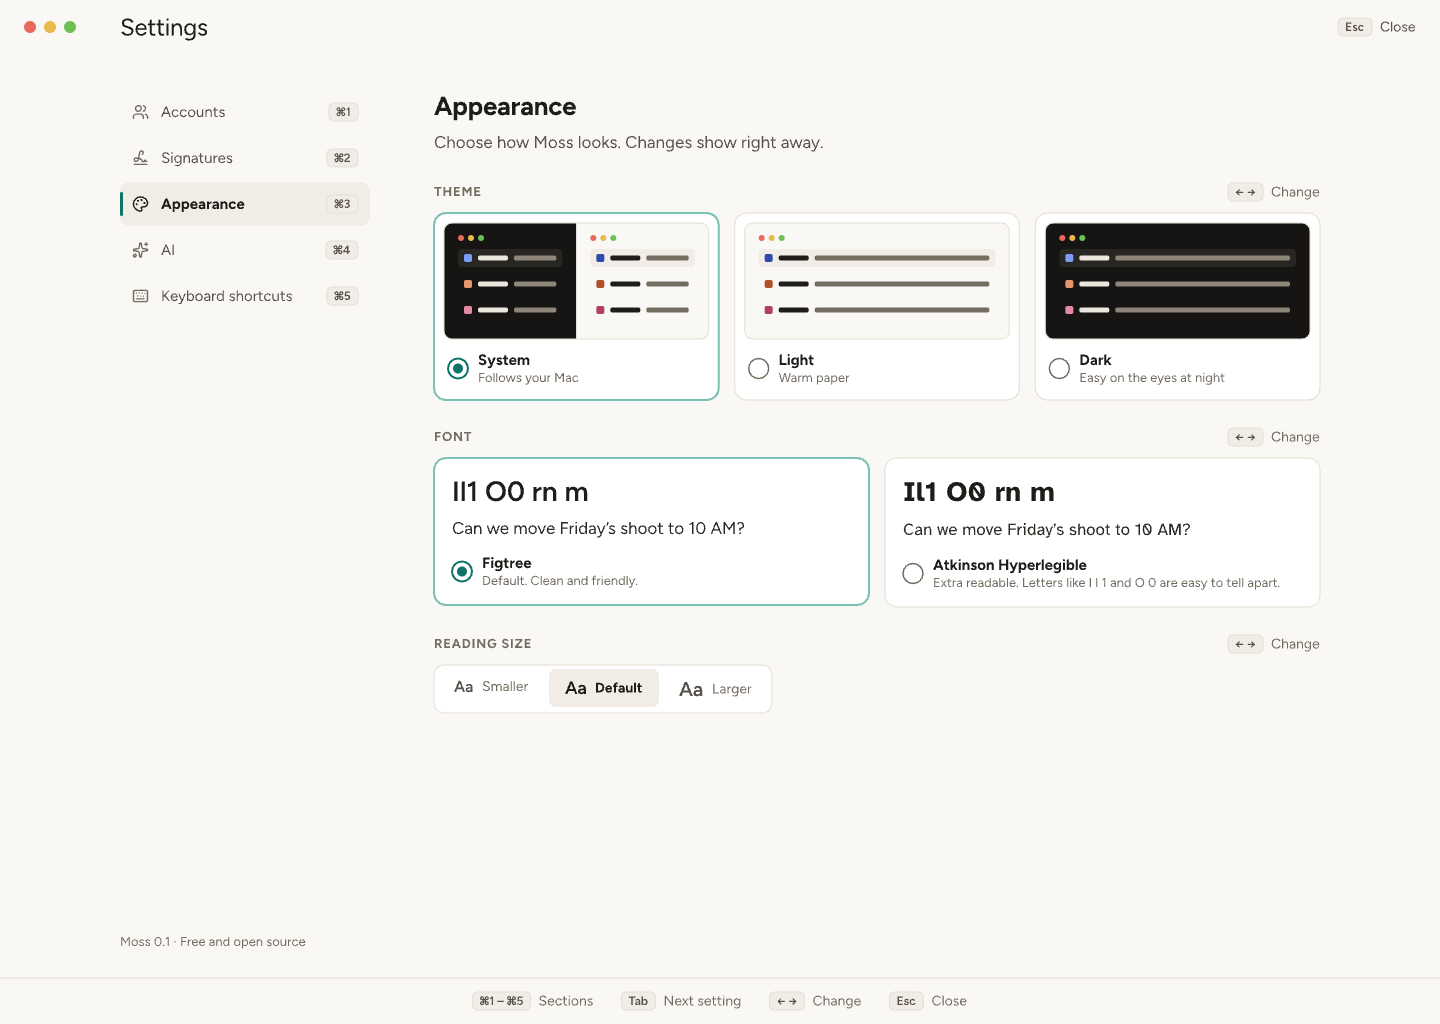 Settings
Esc Close
Accounts ⌘1
Signatures ⌘2
Appearance ⌘3
AI ⌘4
Keyboard shortcuts ⌘5
Appearance
Choose how Moss looks. Changes show right away.
THEME
← → Change
System
Follows your Mac
Light
Warm paper
Dark
Easy on the eyes at night
FONT
← → Change
Il1 O0 rn m
Can we move Friday’s shoot to 10 AM?
Figtree
Default. Clean and friendly.
Il1 O0 rn m
Can we move Friday’s shoot to 10 AM?
Atkinson Hyperlegible
Extra readable. Letters like I l 1 and O 0 are easy to tell apart.
READING SIZE
← → Change
Aa Smaller
Aa Default
Aa Larger
Moss 0.1 · Free and open source
⌘1 – ⌘5 Sections Tab Next setting ← → Change Esc Close